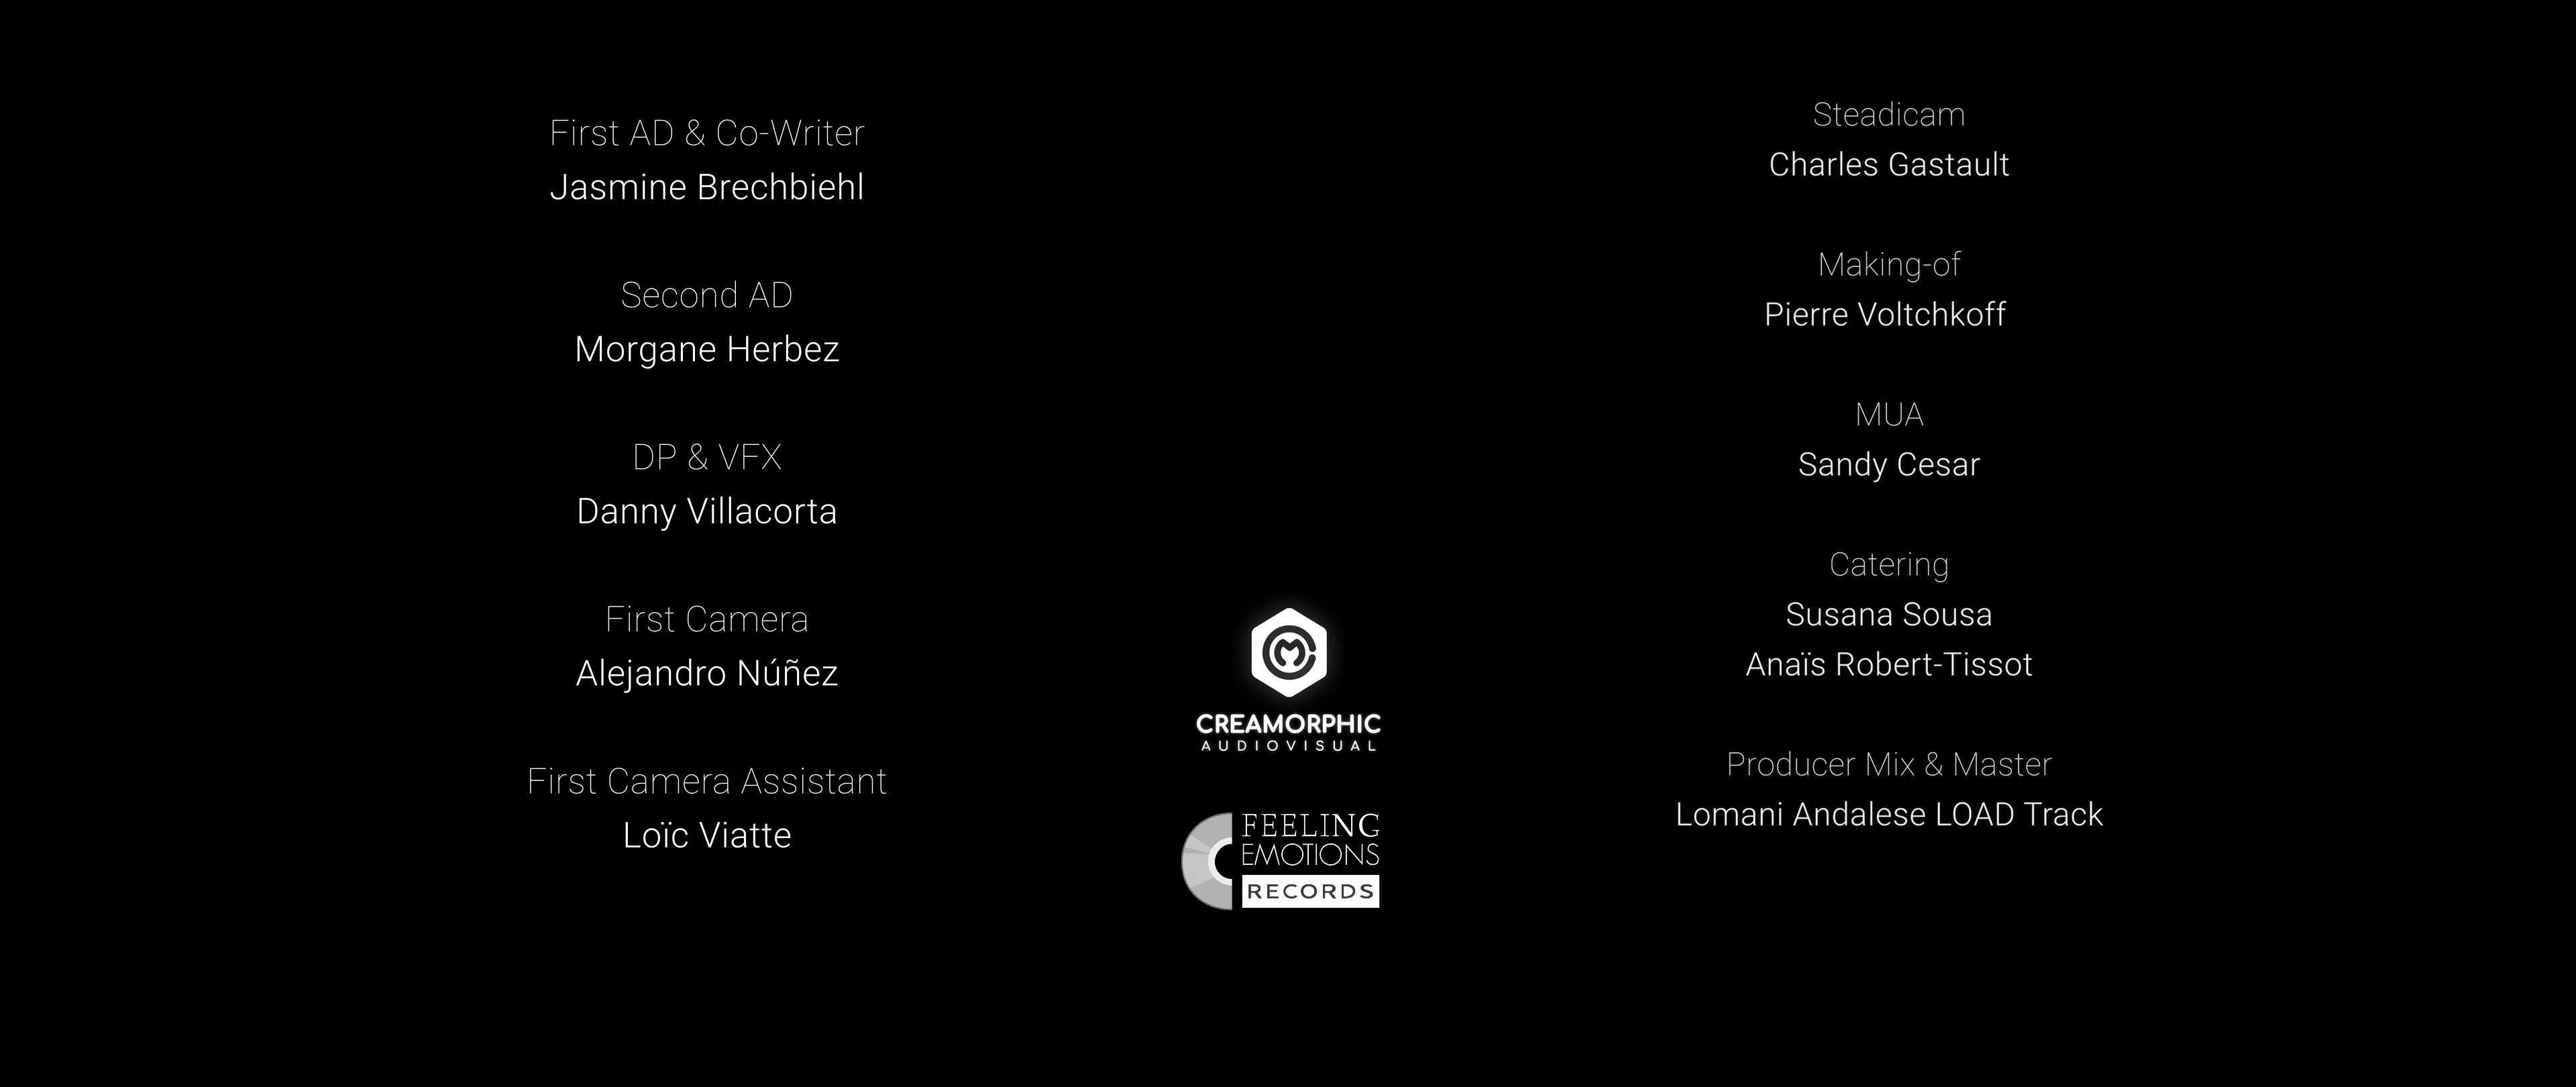 First AD & Co-Writer
Jasmine Brechbiehl
Second AD
Morgane Herbez
DP & VFX
Danny Villacorta
First Camera
Alejandro Núñez
First Camera Assistant
Loïc Viatte
CREAMORPHIC
AUDIOVISUAL
FEELING
EMOTIONS
RECORDS
Steadicam
Charles Gastault
Making-of
Pierre Voltchkoff
MUA
Sandy Cesar
Catering
Susana Sousa
Anaïs Robert-Tissot
Producer Mix & Master
Lomani Andalese LOAD Track